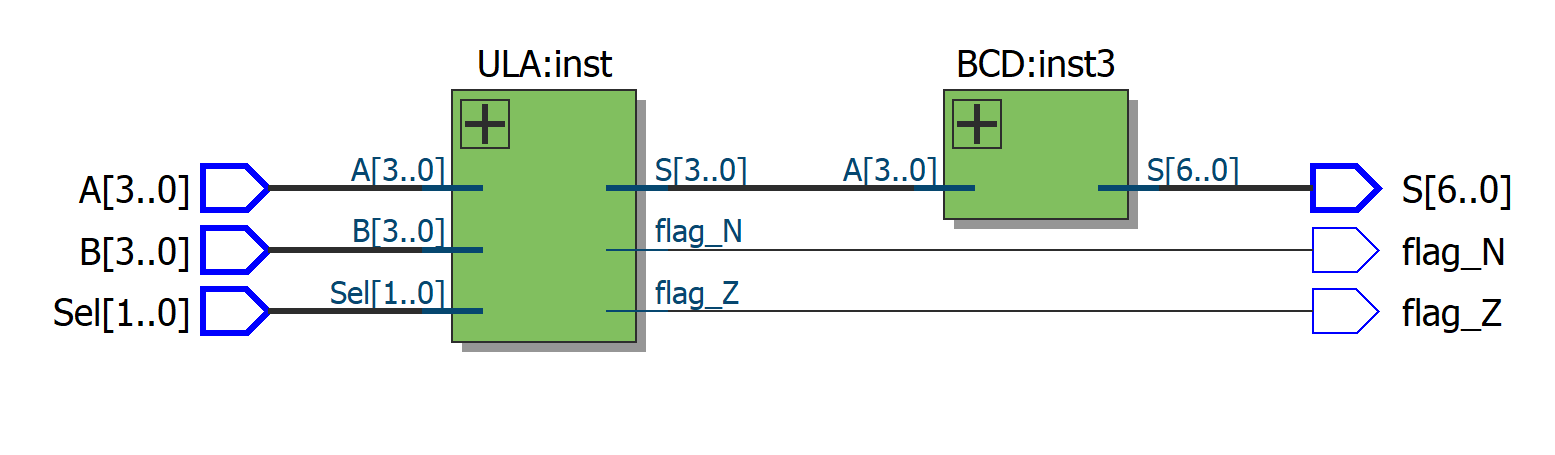 ULA:inst BCD:inst3
A[3..0] A[3..0] S[3..0] A[3..0] S[6..0] S[6..0]
B[3..0] B[3..0] flag_N flag_N
Sel[1..0] Sel[1..0] flag_Z flag_Z